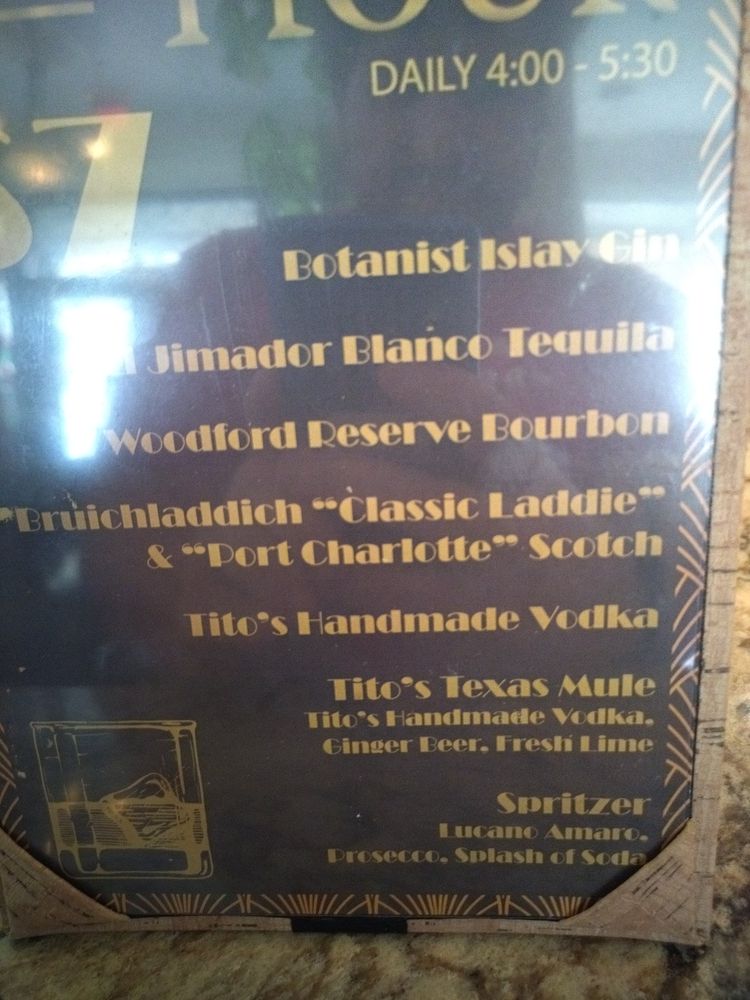 HOUR
DAILY 4:00 - 5:30
$7
Botanist Islay Gin
Jimador Blanco Tequila
Woodford Reserve Bourbon
"Bruichladdich “Classic Laddie”
& “Port Charlotte” Scotch
Tito's Handmade Vodka
Tito's Texas Mule
Tito's Handmade Vodka,
Ginger Beer, Fresh Lime
Spritzer
Lucano Amaro,
Prosecco, Splash of Soda